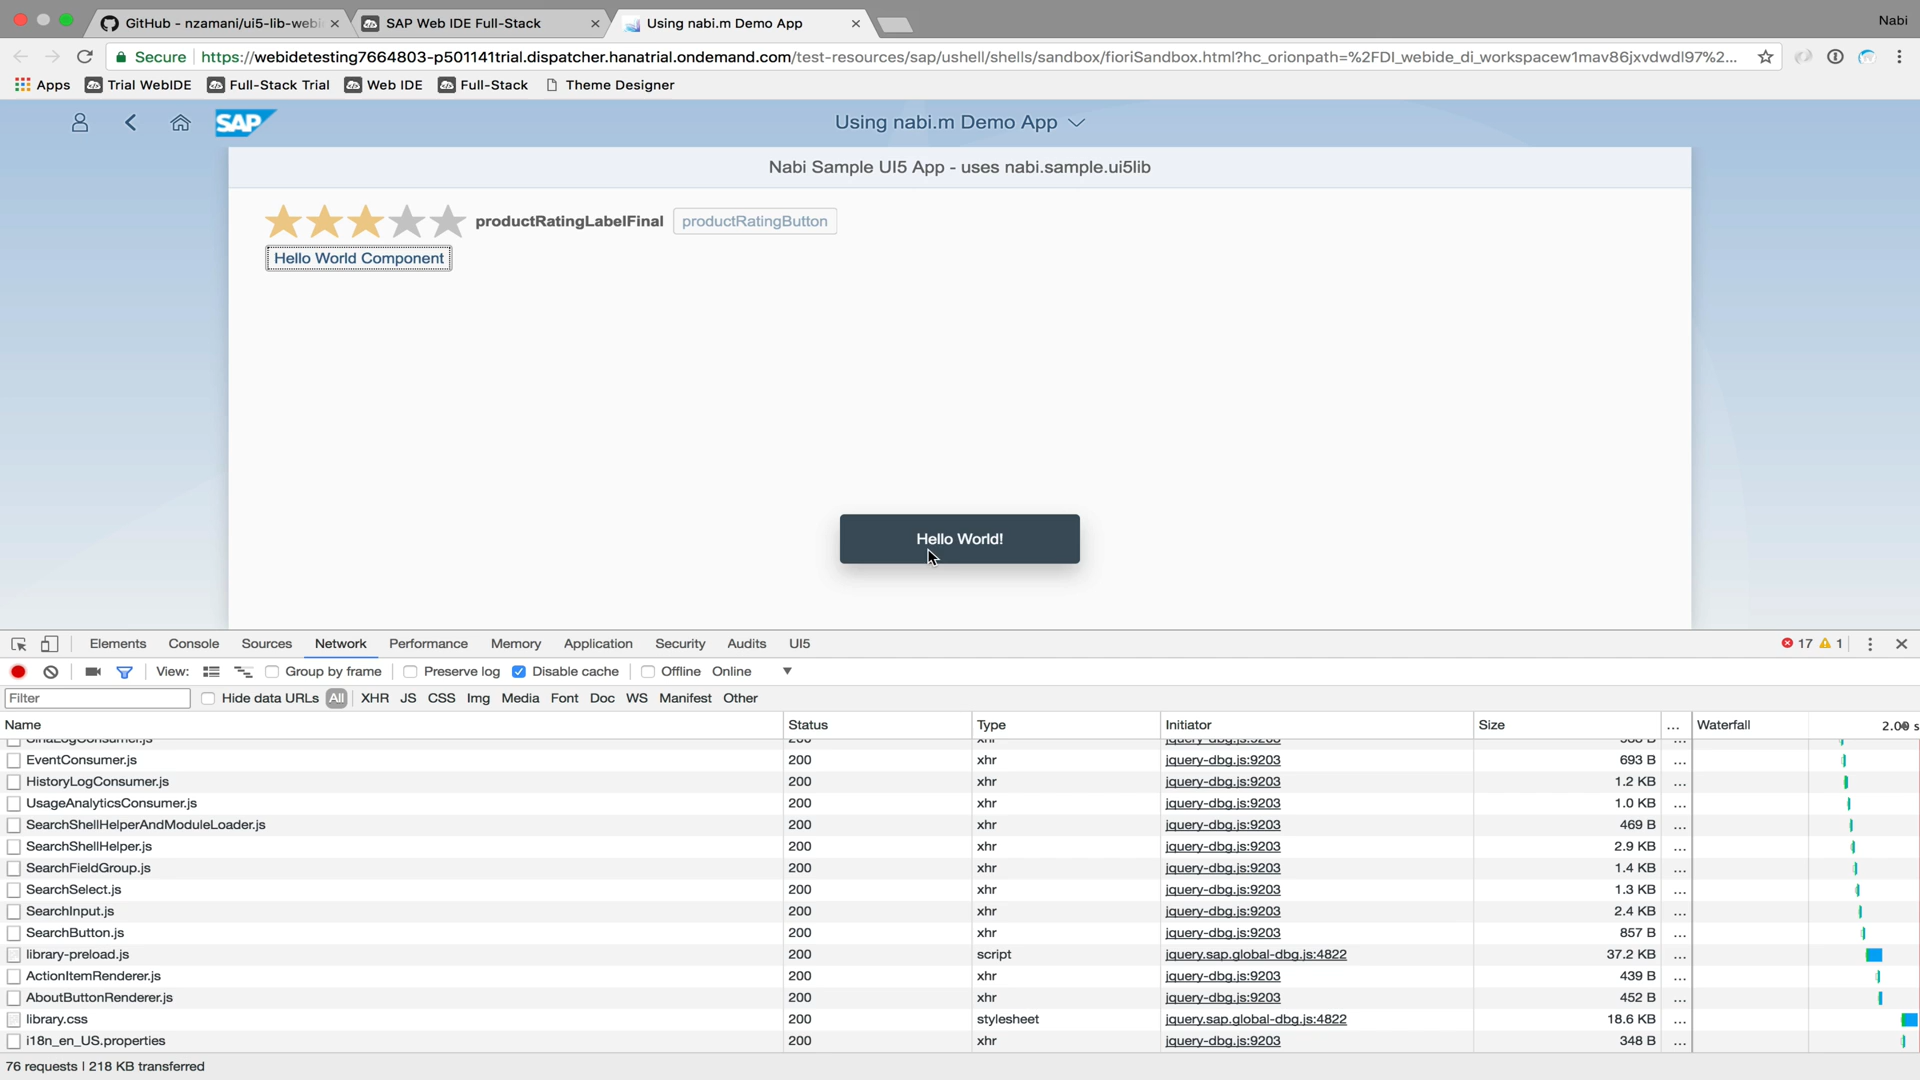 GitHub - nzamani/ui5-lib-webi
SAP Web IDE Full-Stack
Using nabi.m Demo App
Nabi
Secure https://webidetesting7664803-p501141trial.dispatcher.hanatrial.ondemand.com/test-resources/sap/ushell/shells/sandbox/fioriSandbox.html?hc_orionpath=%2FDI_webide_di_workspacew1mav86jxvdwdl97%2...
Apps Trial WebIDE Full-Stack Trial Web IDE Full-Stack Theme Designer
SAP Using nabi.m Demo App
Nabi Sample UI5 App - uses nabi.sample.ui5lib
productRatingLabelFinal productRatingButton
Hello World Component
Hello World!
Elements Console Sources Network Performance Memory Application Security Audits UI5 17 1
View: Group by frame Preserve log Disable cache Offline Online
Filter Hide data URLs All XHR JS CSS Img Media Font Doc WS Manifest Other
Name Status Type Initiator Size ... Waterfall 2.00 s
SinaLogConsumer.js 200 xhr jquery-dbg.js:9203 ...
EventConsumer.js 200 xhr jquery-dbg.js:9203 693 B ...
HistoryLogConsumer.js 200 xhr jquery-dbg.js:9203 1.2 KB ...
UsageAnalyticsConsumer.js 200 xhr jquery-dbg.js:9203 1.0 KB ...
SearchShellHelperAndModuleLoader.js 200 xhr jquery-dbg.js:9203 469 B ...
SearchShellHelper.js 200 xhr jquery-dbg.js:9203 2.9 KB ...
SearchFieldGroup.js 200 xhr jquery-dbg.js:9203 1.4 KB ...
SearchSelect.js 200 xhr jquery-dbg.js:9203 1.3 KB ...
SearchInput.js 200 xhr jquery-dbg.js:9203 2.4 KB ...
SearchButton.js 200 xhr jquery-dbg.js:9203 857 B ...
library-preload.js 200 script jquery.sap.global-dbg.js:4822 37.2 KB ...
ActionItemRenderer.js 200 xhr jquery-dbg.js:9203 439 B ...
AboutButtonRenderer.js 200 xhr jquery-dbg.js:9203 452 B ...
library.css 200 stylesheet jquery.sap.global-dbg.js:4822 18.6 KB ...
i18n_en_US.properties 200 xhr jquery-dbg.js:9203 348 B ...
76 requests | 218 KB transferred